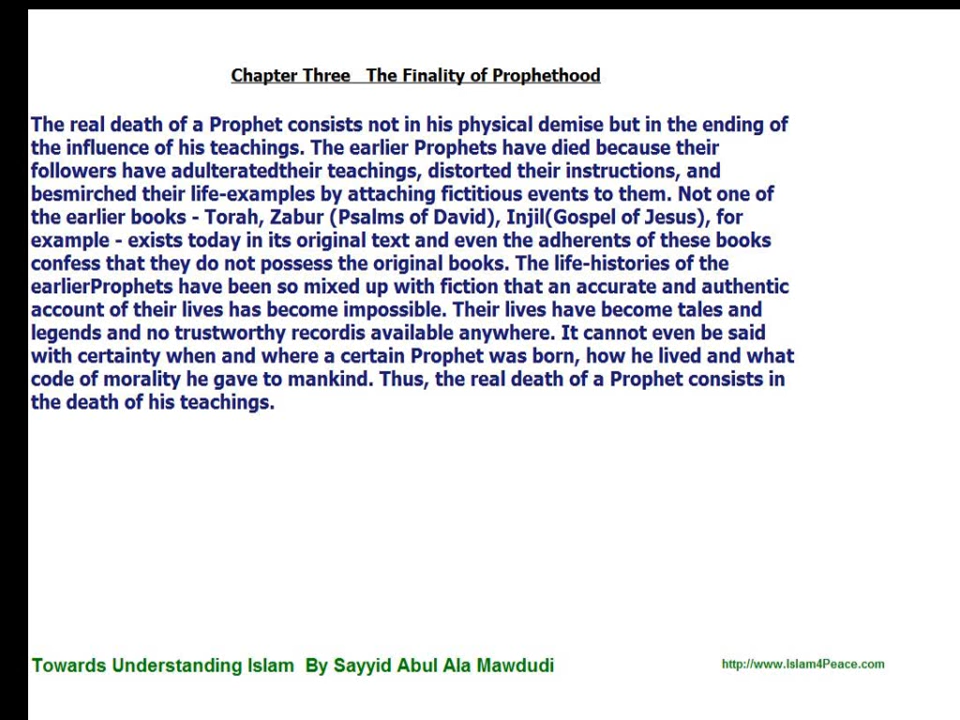 Chapter Three   The Finality of Prophethood
The real death of a Prophet consists not in his physical demise but in the ending of
the influence of his teachings. The earlier Prophets have died because their
followers have adulteratedtheir teachings, distorted their instructions, and
besmirched their life-examples by attaching fictitious events to them. Not one of
the earlier books - Torah, Zabur (Psalms of David), Injil(Gospel of Jesus), for
example - exists today in its original text and even the adherents of these books
confess that they do not possess the original books. The life-histories of the
earlierProphets have been so mixed up with fiction that an accurate and authentic
account of their lives has become impossible. Their lives have become tales and
legends and no trustworthy recordis available anywhere. It cannot even be said
with certainty when and where a certain Prophet was born, how he lived and what
code of morality he gave to mankind. Thus, the real death of a Prophet consists in
the death of his teachings.
Towards Understanding Islam  By Sayyid Abul Ala Mawdudi
http://www.Islam4Peace.com